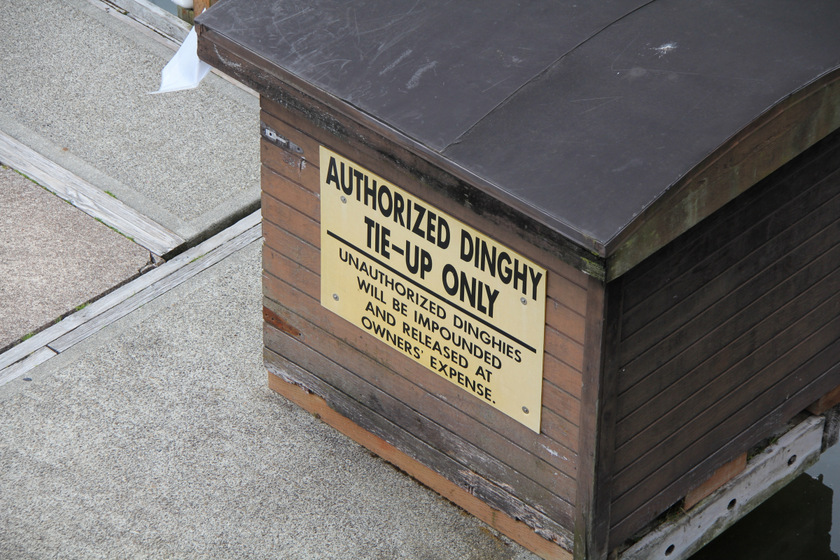 AUTHORIZED DINGHY
TIE-UP ONLY
UNAUTHORIZED DINGHIES
WILL BE IMPOUNDED
AND RELEASED AT
OWNERS' EXPENSE.